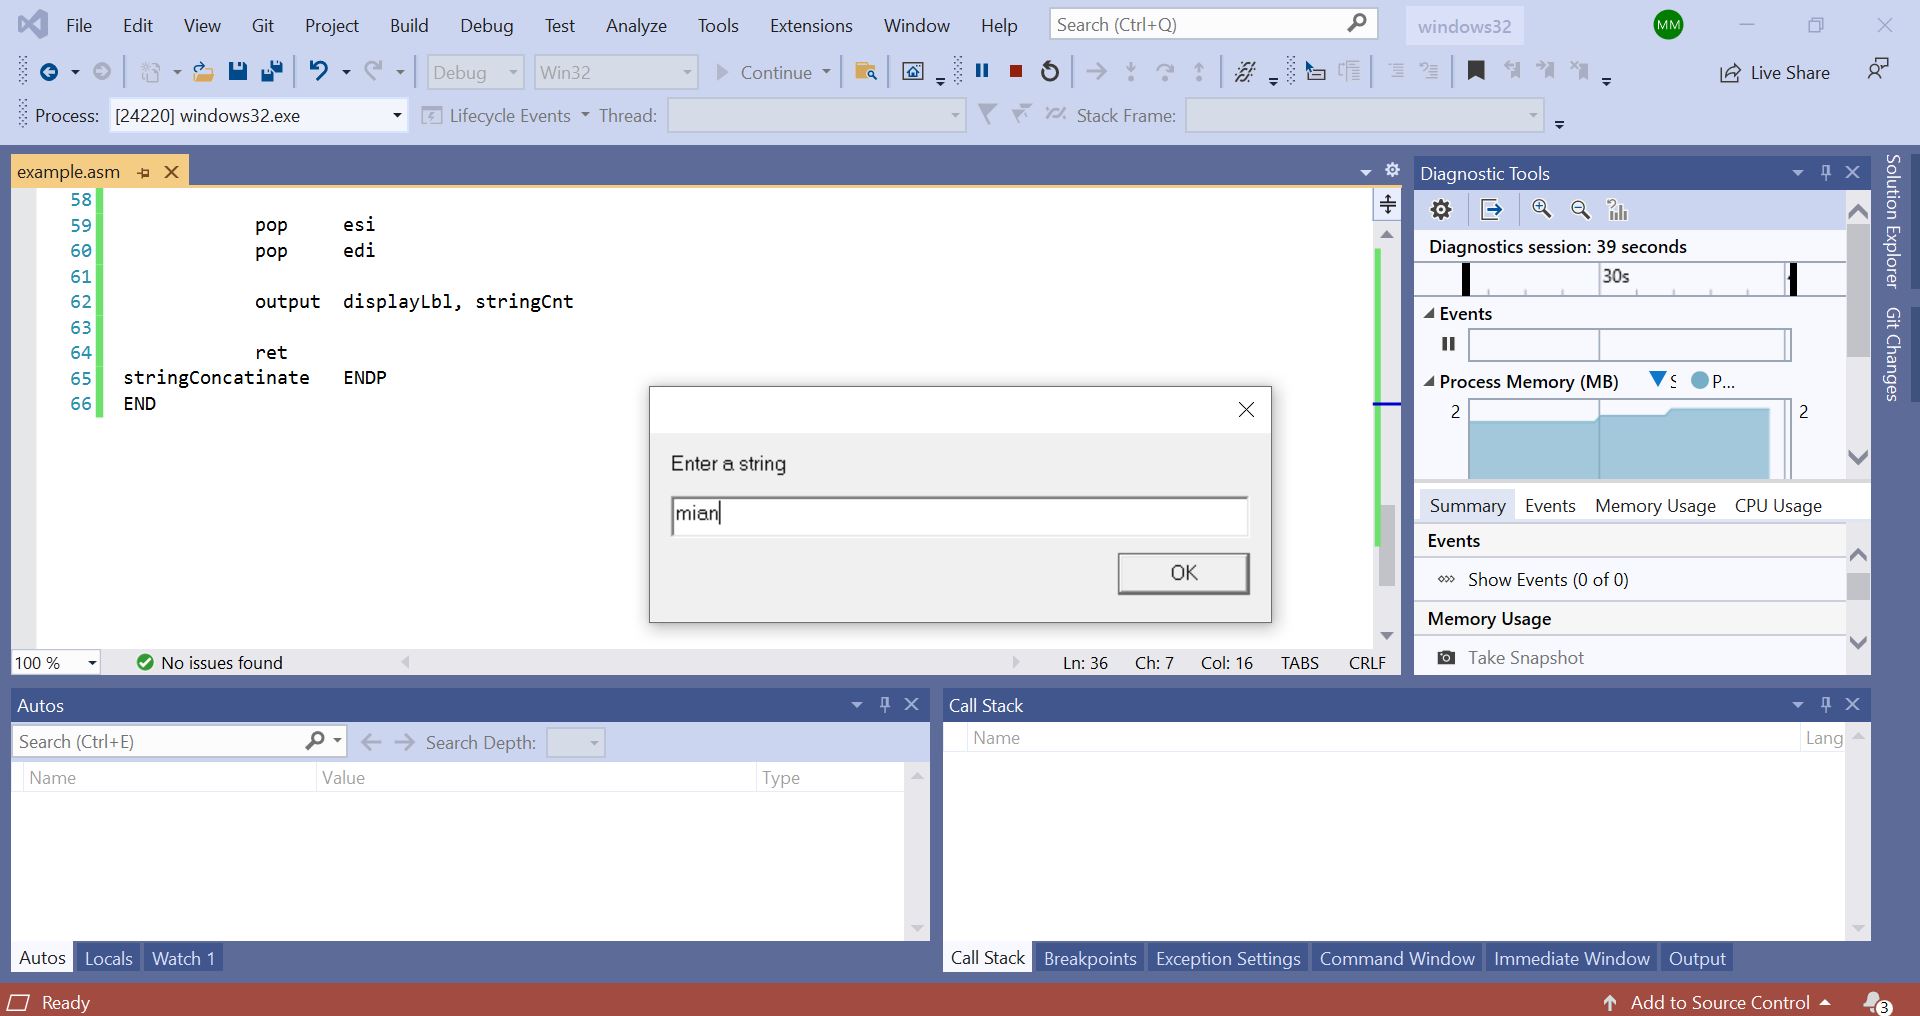 File Edit View Git Project Build Debug Test Analyze Tools Extensions Window Help Search (Ctrl+Q) windows32 MM
Debug Win32 Continue Live Share
Process: [24220] windows32.exe Lifecycle Events Thread: Stack Frame:
example.asm
58
59 pop esi
60 pop edi
61
62 output displayLbl, stringCnt
63
64 ret
65 stringConcatinate ENDP
66 END
100 % No issues found Ln: 36 Ch: 7 Col: 16 TABS CRLF
Enter a string
mian
OK
Diagnostic Tools
Diagnostics session: 39 seconds
30s
Events
Process Memory (MB) S P...
2 2
Summary Events Memory Usage CPU Usage
Events
Show Events (0 of 0)
Memory Usage
Take Snapshot
Solution Explorer
Git Changes
Autos
Search (Ctrl+E) Search Depth:
Name Value Type
Autos Locals Watch 1
Call Stack
Name Lang
Call Stack Breakpoints Exception Settings Command Window Immediate Window Output
Ready Add to Source Control 3